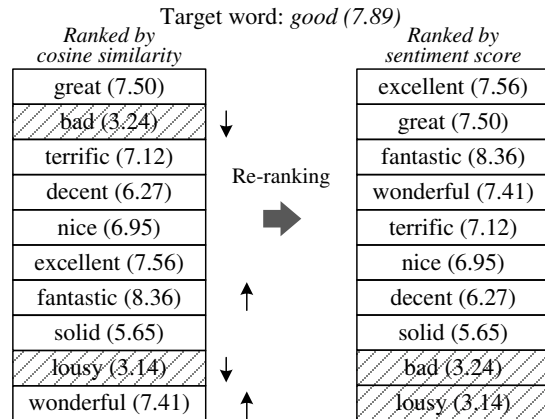 Target word: good (7.89)
Ranked by
cosine similarity
great (7.50)
bad (3.24)
terrific (7.12)
decent (6.27)
nice (6.95)
excellent (7.56)
fantastic (8.36)
solid (5.65)
lousy (3.14)
wonderful (7.41)
Re-ranking
Ranked by
sentiment score
excellent (7.56)
great (7.50)
fantastic (8.36)
wonderful (7.41)
terrific (7.12)
nice (6.95)
decent (6.27)
solid (5.65)
bad (3.24)
lousy (3.14)